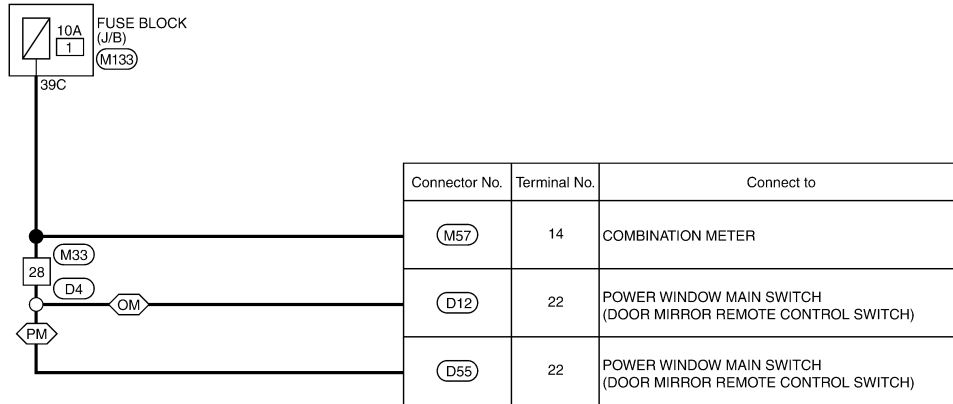 10A
1
FUSE BLOCK
(J/B)
M133
39C
Connector No. Terminal No. Connect to
M57 14 COMBINATION METER
M33
28
D4
OM
D12 22 POWER WINDOW MAIN SWITCH
(DOOR MIRROR REMOTE CONTROL SWITCH)
PM
D55 22 POWER WINDOW MAIN SWITCH
(DOOR MIRROR REMOTE CONTROL SWITCH)